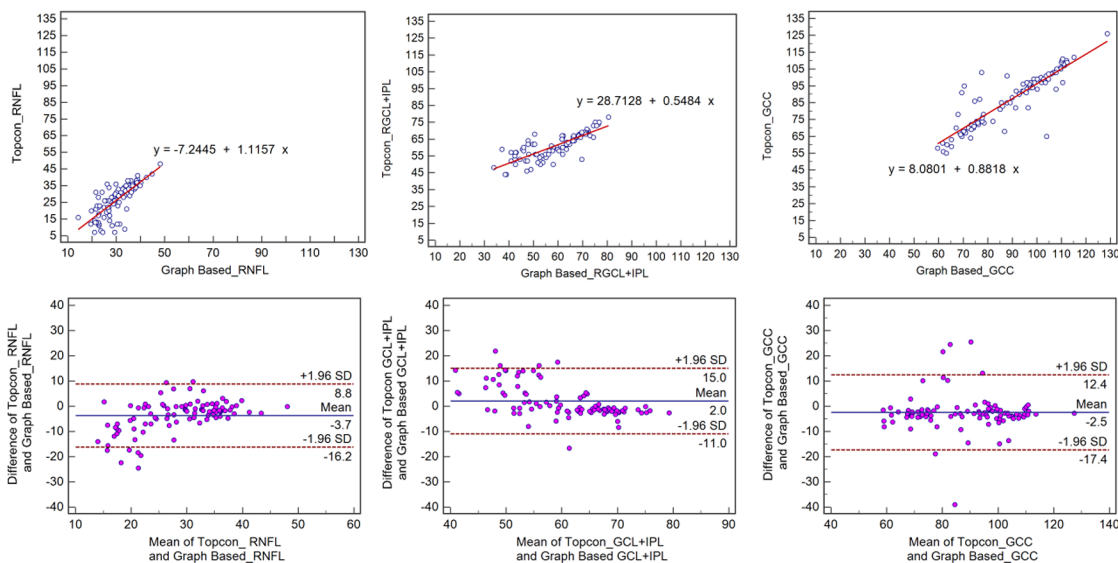 135
125
115
105
95
85
75
65
55
45
35
25
15
5
Topcon_RNFL
y = -7.2445 + 1.1157 x
10 20 30 40 50 60 70 80 90 100 110 130
Graph Based_RNFL
135
125
115
105
95
85
75
65
55
45
35
25
15
5
Topcon_RGCL+IPL
y = 28.7128 + 0.5484 x
10 20 30 40 50 60 70 80 90 100 110 130
Graph Based_RGCL+IPL
135
125
115
105
95
85
75
65
55
45
35
25
15
5
Topcon_GCC
y = 8.0801 + 0.8818 x
10 20 30 40 50 60 70 80 90 100 110 130
Graph Based_GCC
40
30
20
10
0
-10
-20
-30
-40
Difference of Topcon_ RNFL
and Graph Based_RNFL
+1.96 SD
8.8
Mean
-3.7
-1.96 SD
-16.2
10 20 30 40 50 60
Mean of Topcon_ RNFL
and Graph Based_RNFL
40
30
20
10
0
-10
-20
-30
-40
Difference of Topcon GCL+IPL
and Graph Based GCL+IPL
+1.96 SD
15.0
Mean
2.0
-1.96 SD
-11.0
40 50 60 70 80 90
Mean of Topcon_GCL+IPL
and Graph Based GCL+IPL
40
30
20
10
0
-10
-20
-30
-40
Difference of Topcon_GCC
and Graph Based_GCC
+1.96 SD
12.4
Mean
-2.5
-1.96 SD
-17.4
40 60 80 100 120 140
Mean of Topcon_GCC
and Graph Based_GCC